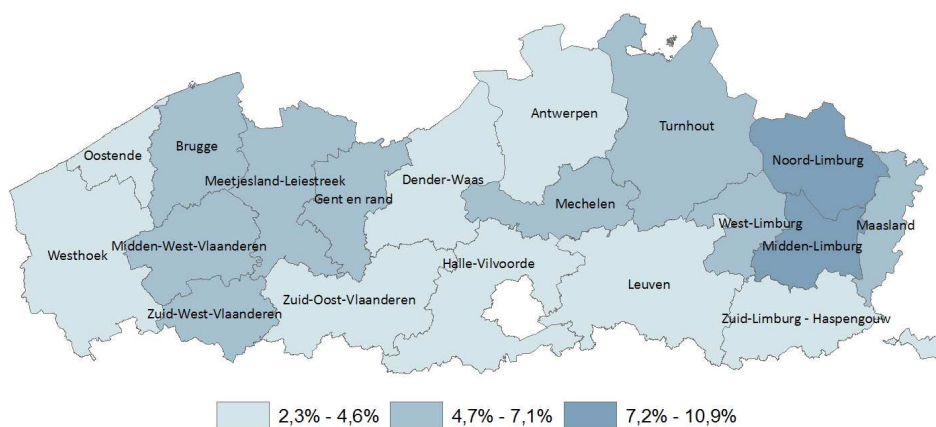 Antwerpen
Turnhout
Oostende
Brugge
Noord-Limburg
Meetjesland-Leiestreek
Dender-Waas
Gent en rand
Mechelen
West-Limburg
Maasland
Westhoek
Midden-West-Vlaanderen
Midden-Limburg
Halle-Vilvoorde
Leuven
Zuid-Oost-Vlaanderen
Zuid-West-Vlaanderen
Zuid-Limburg - Haspengouw
2,3% - 4,6%
4,7% - 7,1%
7,2% - 10,9%